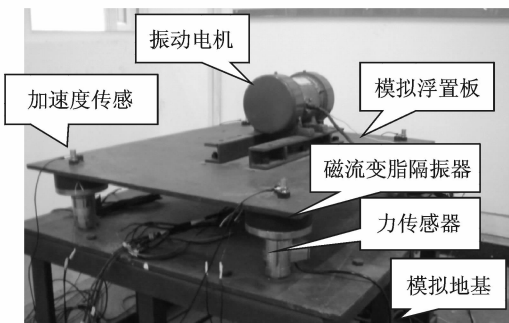 振动电机
加速度传感
模拟浮置板
磁流变脂隔振器
力传感器
模拟地基